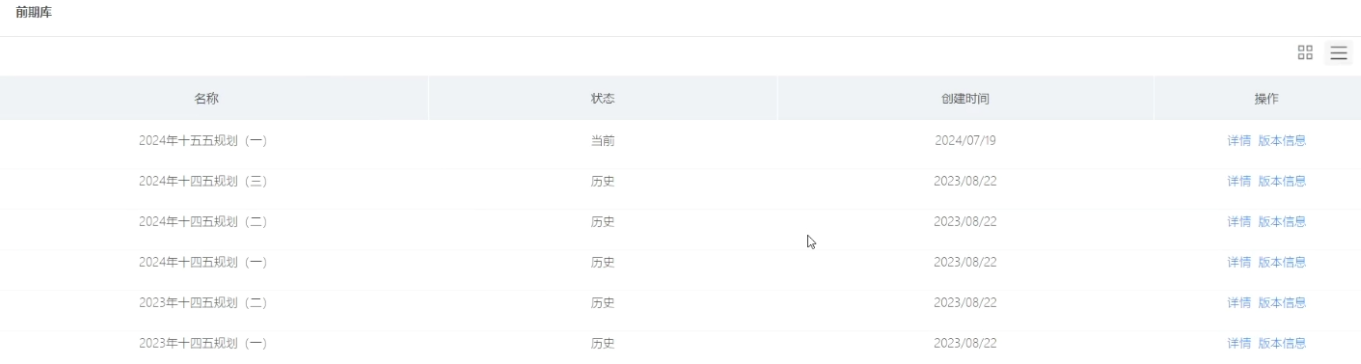 前期库
名称 状态 创建时间 操作
2024年十五五规划（一） 当前 2024/07/19 详情 版本信息
2024年十四五规划（三） 历史 2023/08/22 详情 版本信息
2024年十四五规划（二） 历史 2023/08/22 详情 版本信息
2024年十四五规划（一） 历史 2023/08/22 详情 版本信息
2023年十四五规划（二） 历史 2023/08/22 详情 版本信息
2023年十四五规划（一） 历史 2023/08/22 详情 版本信息